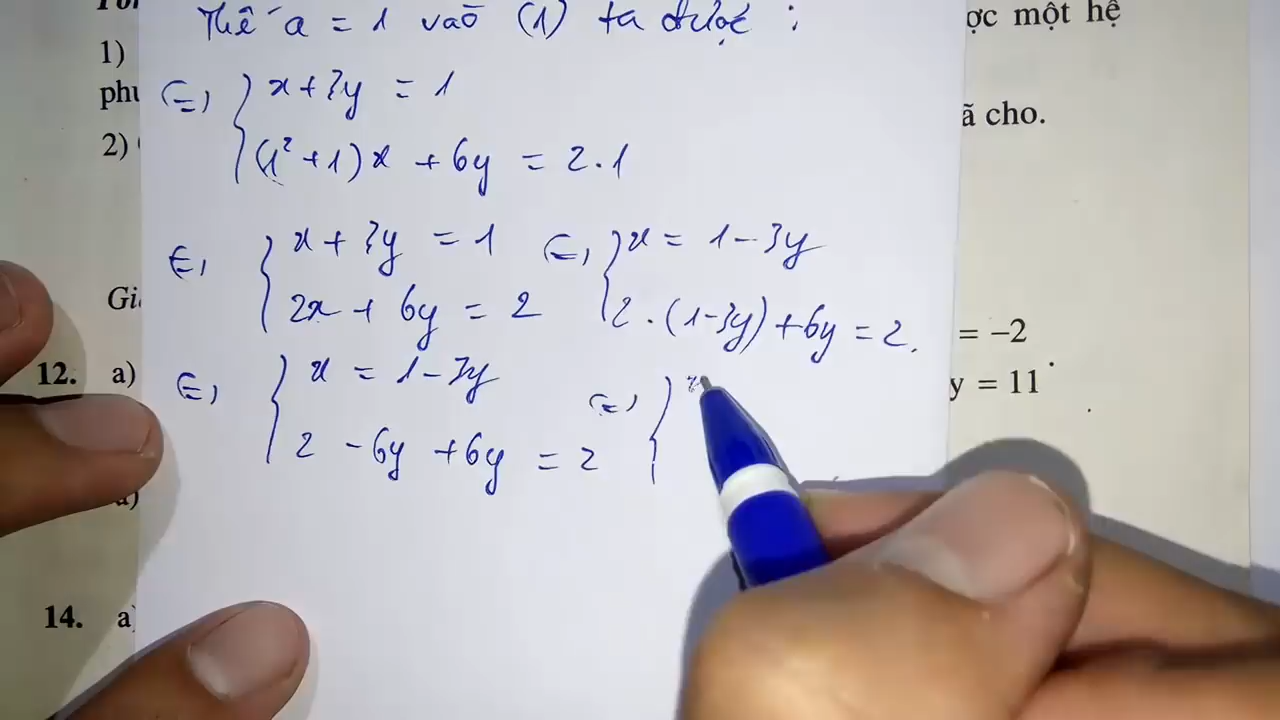 Thế a = 1 vào (1) ta được :
ợc một hệ
1)
phư
(=) { x + 3y = 1
(1² + 1)x + 6y = 2.1
ã cho.
2)
(=) { x + 3y = 1 (=) { x = 1 - 3y
2x + 6y = 2 2.(1-3y) + 6y = 2.
= −2
12. a)
y = 11
(=) { x = 1 - 3y (=) { x
2 - 6y + 6y = 2
14. a)